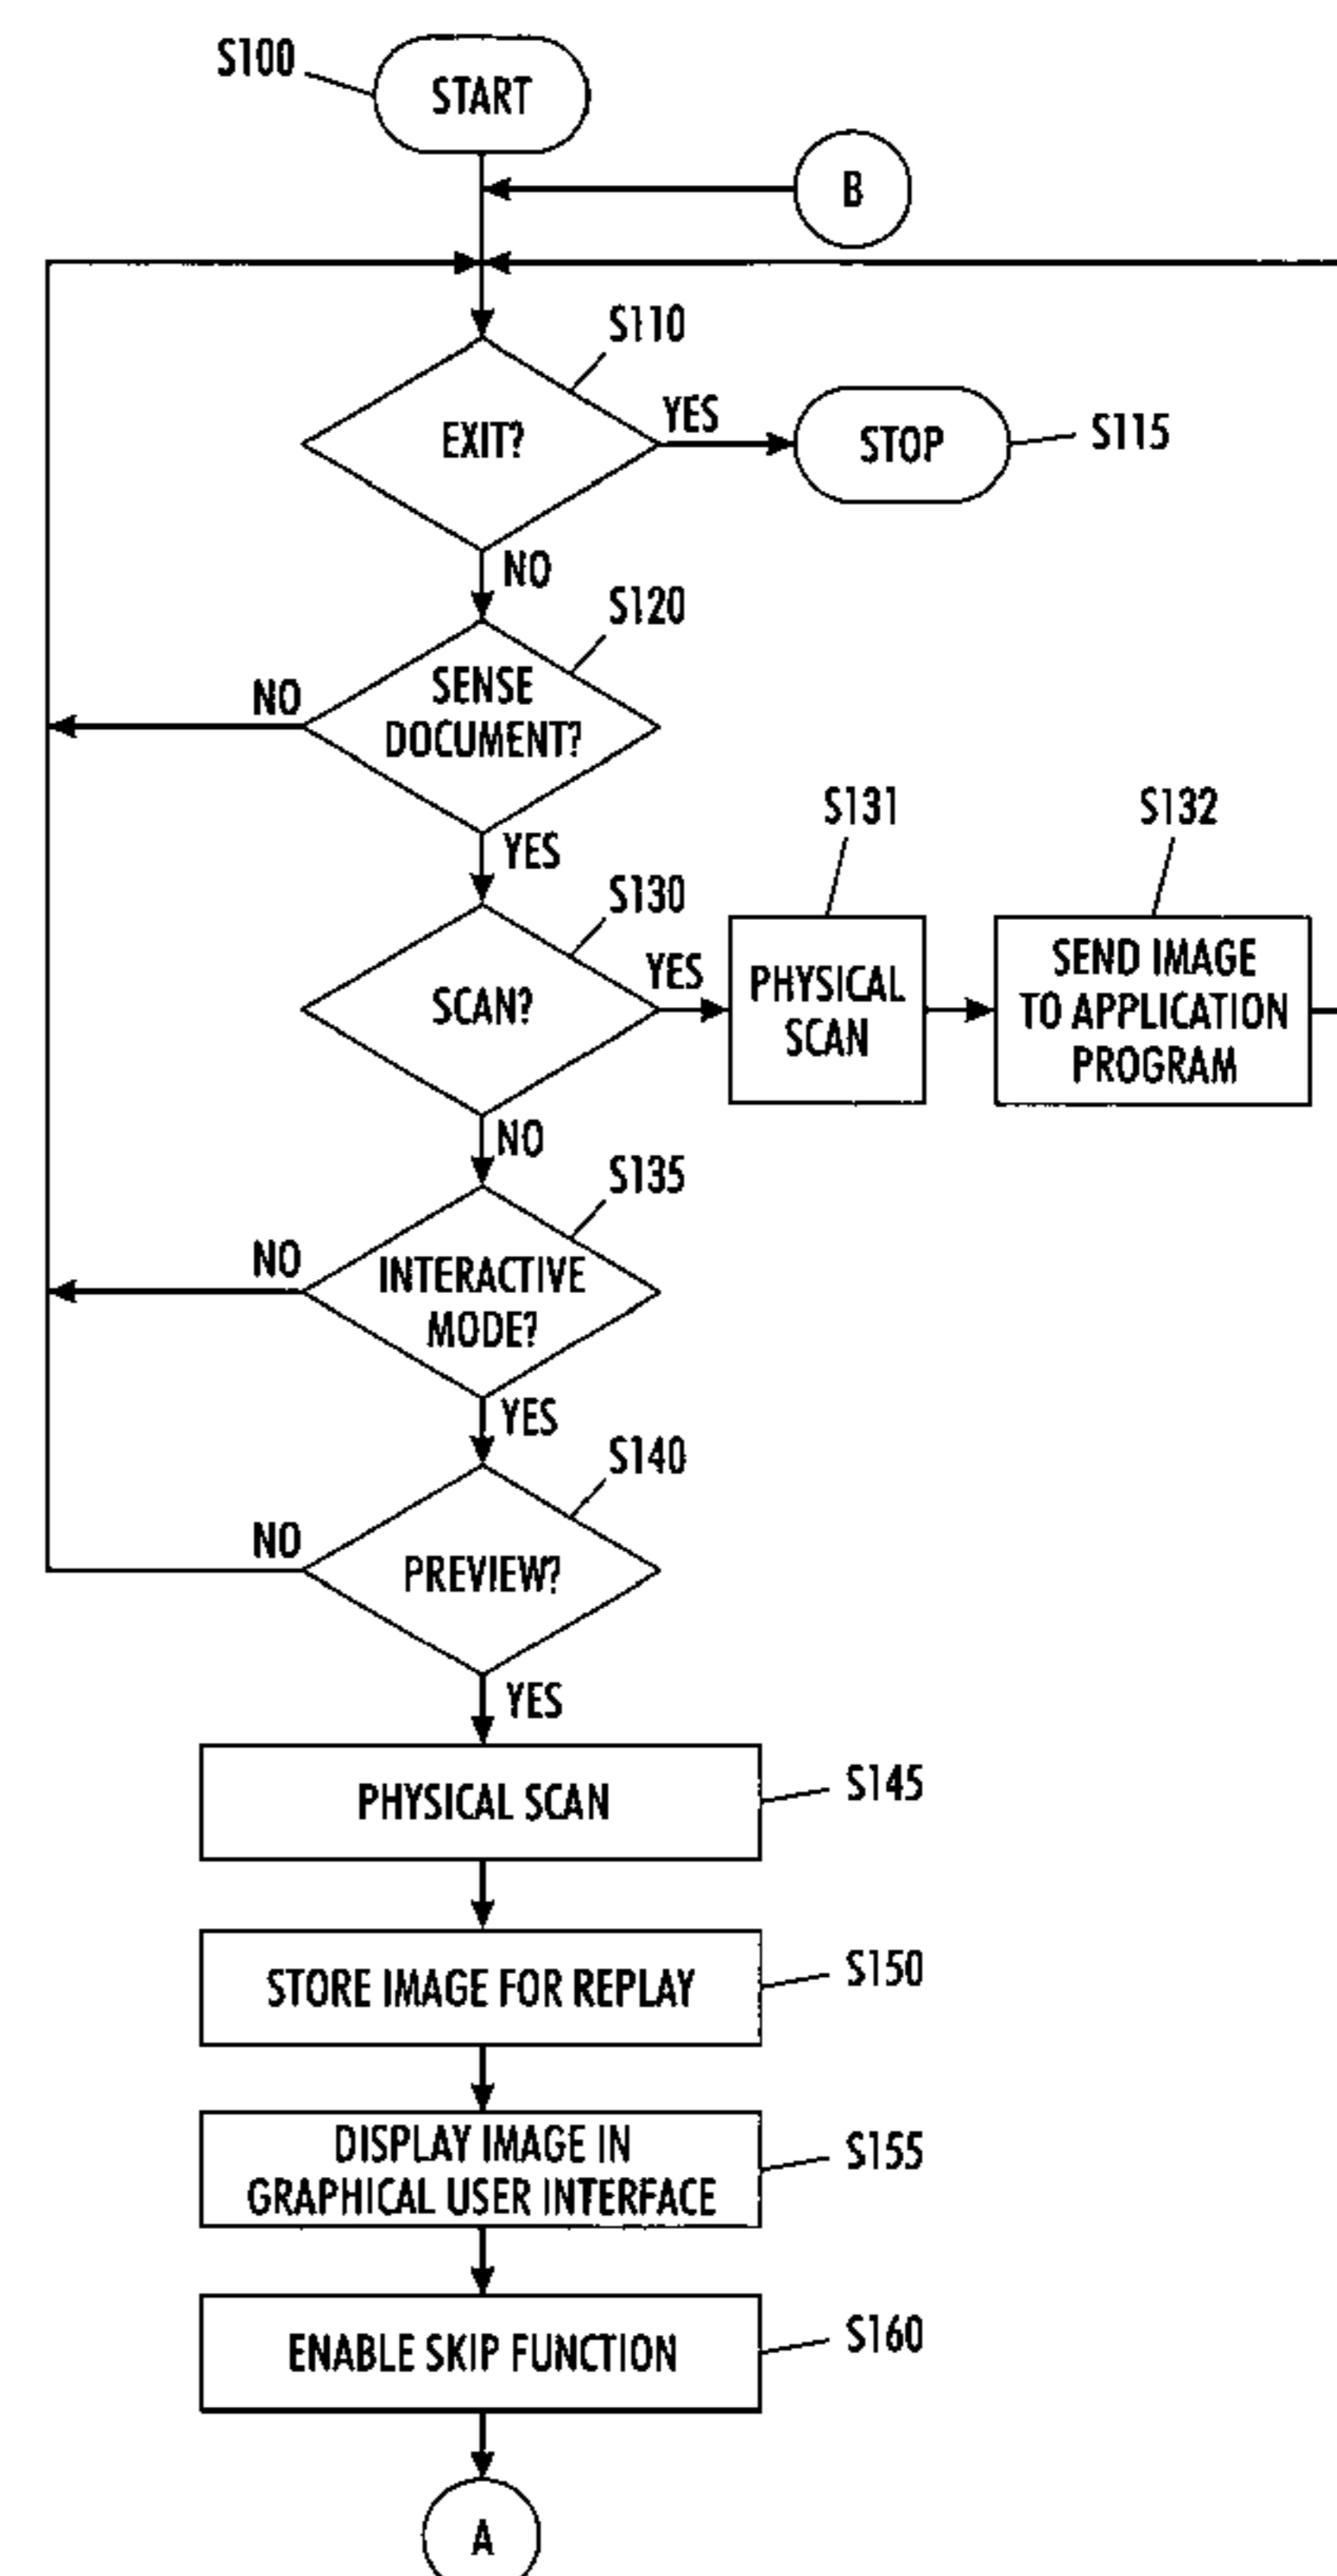 S100
START
B
S110
EXIT?
YES
STOP
S115
NO
S120
SENSE
DOCUMENT?
NO
YES
S130
SCAN?
YES
S131
PHYSICAL
SCAN
S132
SEND IMAGE
TO APPLICATION
PROGRAM
NO
S135
INTERACTIVE
MODE?
NO
YES
S140
PREVIEW?
NO
YES
PHYSICAL SCAN
S145
STORE IMAGE FOR REPLAY
S150
DISPLAY IMAGE IN
GRAPHICAL USER INTERFACE
S155
ENABLE SKIP FUNCTION
S160
A